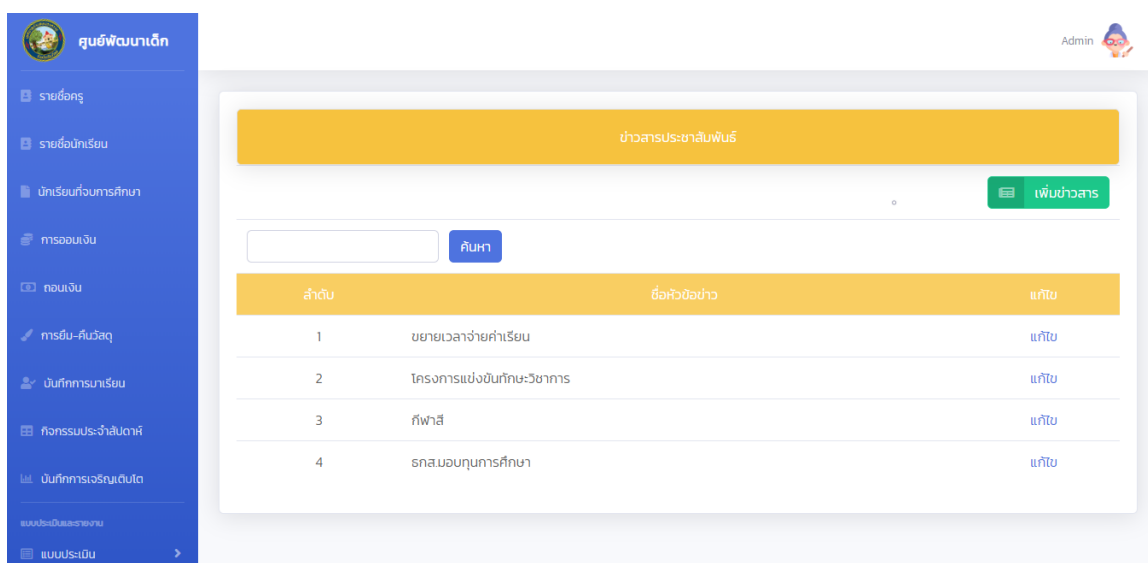 ศูนย์พัฒนาเด็ก
Admin
รายชื่อครู
รายชื่อนักเรียน
นักเรียนที่จบการศึกษา
การออมเงิน
ถอนเงิน
การยืม-คืนวัสดุ
บันทึกการมาเรียน
กิจกรรมประจำสัปดาห์
บันทึกการเจริญเติบโต
แบบประเมินและรายงาน
แบบประเมิน
ข่าวสารประชาสัมพันธ์
เพิ่มข่าวสาร
ค้นหา
ลำดับ ชื่อหัวข้อข่าว แก้ไข
1 ขยายเวลาจ่ายค่าเรียน แก้ไข
2 โครงการแข่งขันทักษะวิชาการ แก้ไข
3 กีฬาสี แก้ไข
4 ธกส.มอบทุนการศึกษา แก้ไข